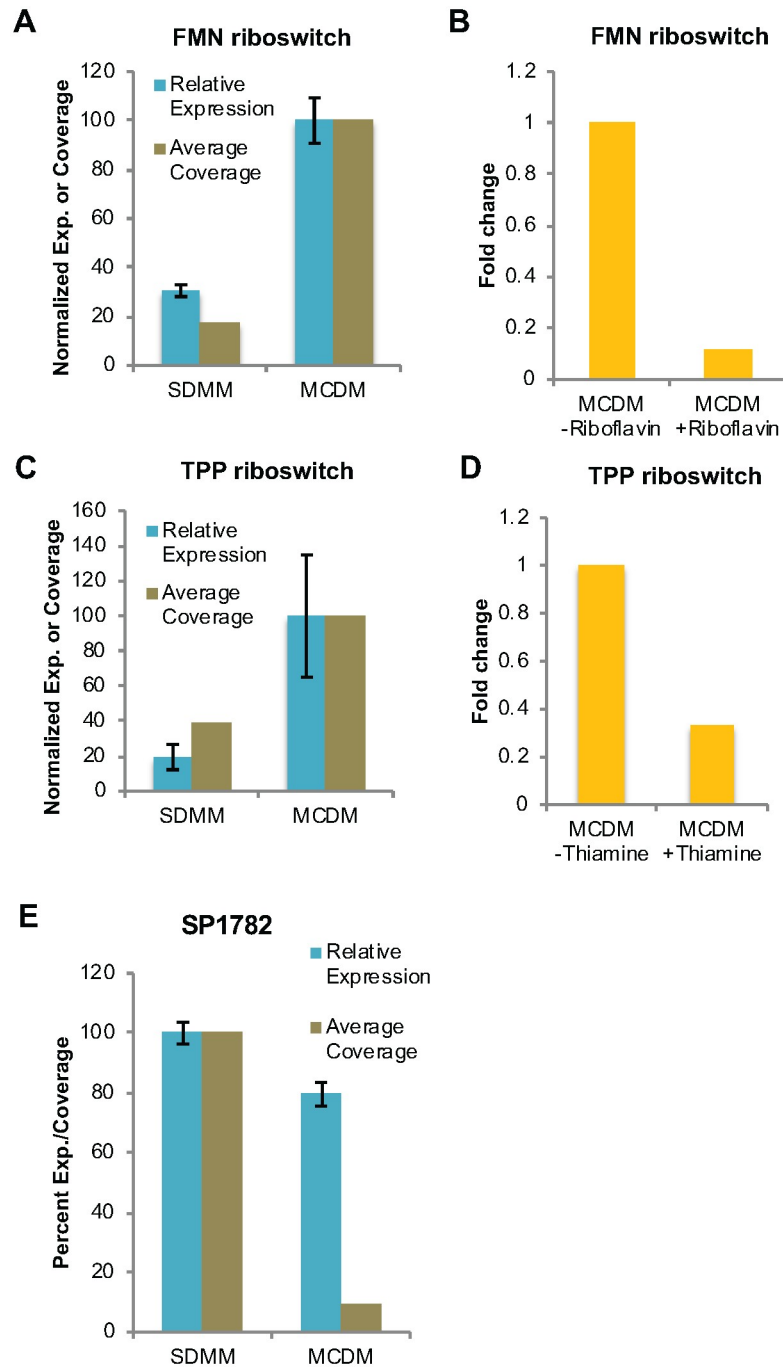 A
FMN riboswitch
Normalized Exp. or Coverage
120
100
80
60
40
20
0
Relative
Expression
Average
Coverage
SDMM
MCDM
B
FMN riboswitch
Fold change
1.2
1
0.8
0.6
0.4
0.2
0
MCDM
-Riboflavin
MCDM
+Riboflavin
C
TPP riboswitch
Normalized Exp. or Coverage
160
140
120
100
80
60
40
20
0
Relative
Expression
Average
Coverage
SDMM
MCDM
D
TPP riboswitch
Fold change
1.2
1
0.8
0.6
0.4
0.2
0
MCDM
-Thiamine
MCDM
+Thiamine
E
SP1782
Percent Exp./Coverage
120
100
80
60
40
20
0
Relative
Expression
Average
Coverage
SDMM
MCDM